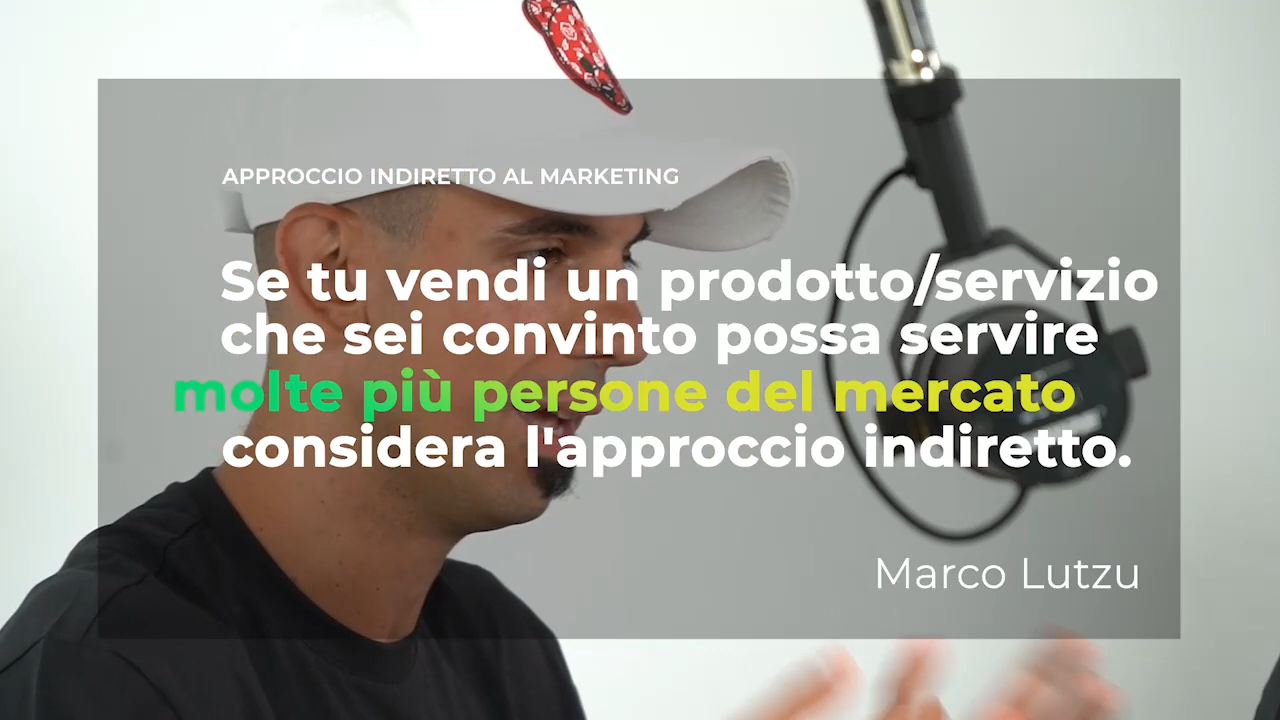 APPROCCIO INDIRETTO AL MARKETING
Se tu vendi un prodotto/servizio
che sei convinto possa servire
molte più persone del mercato
considera l'approccio indiretto.
Marco Lutzu